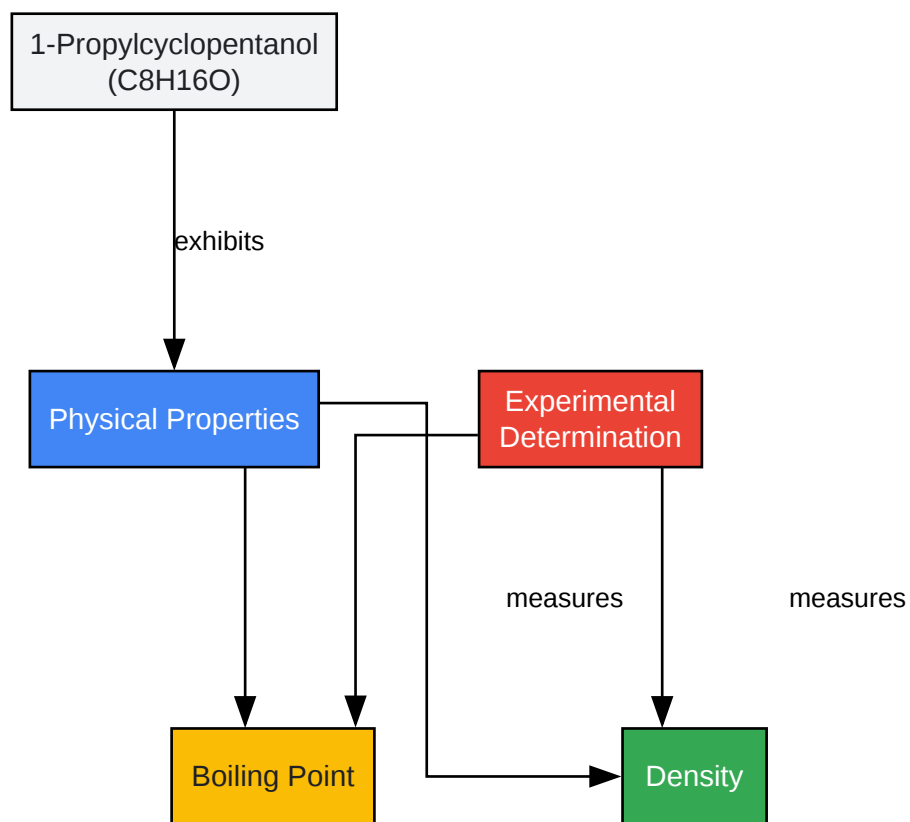 1-Propylcyclopentanol
(C8H16O)
exhibits
Physical Properties
Experimental
Determination
measures
measures
Boiling Point
Density